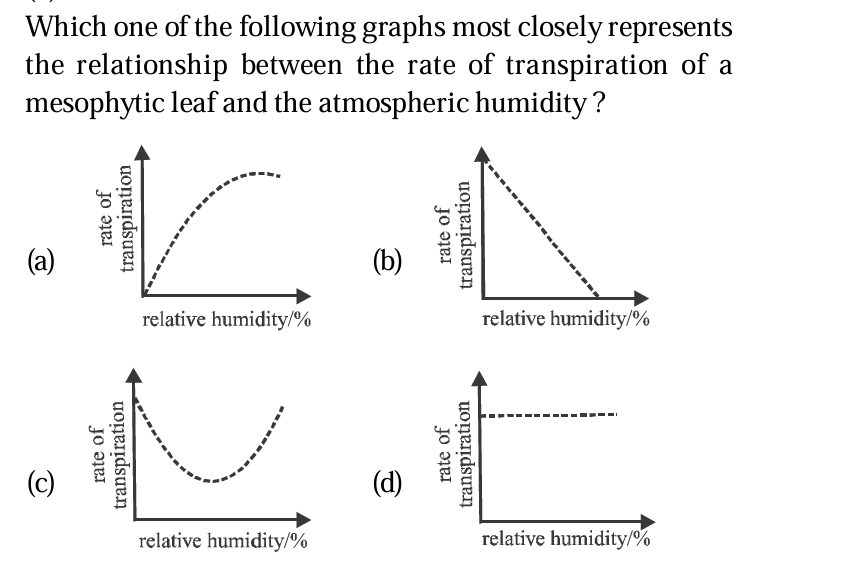 Which one of the following graphs most closely represents
the relationship between the rate of transpiration of a
mesophytic leaf and the atmospheric humidity ?
(a)
rate of
transpiration
relative humidity/%
(b)
rate of
transpiration
relative humidity/%
(c)
rate of
transpiration
relative humidity/%
(d)
rate of
transpiration
relative humidity/%